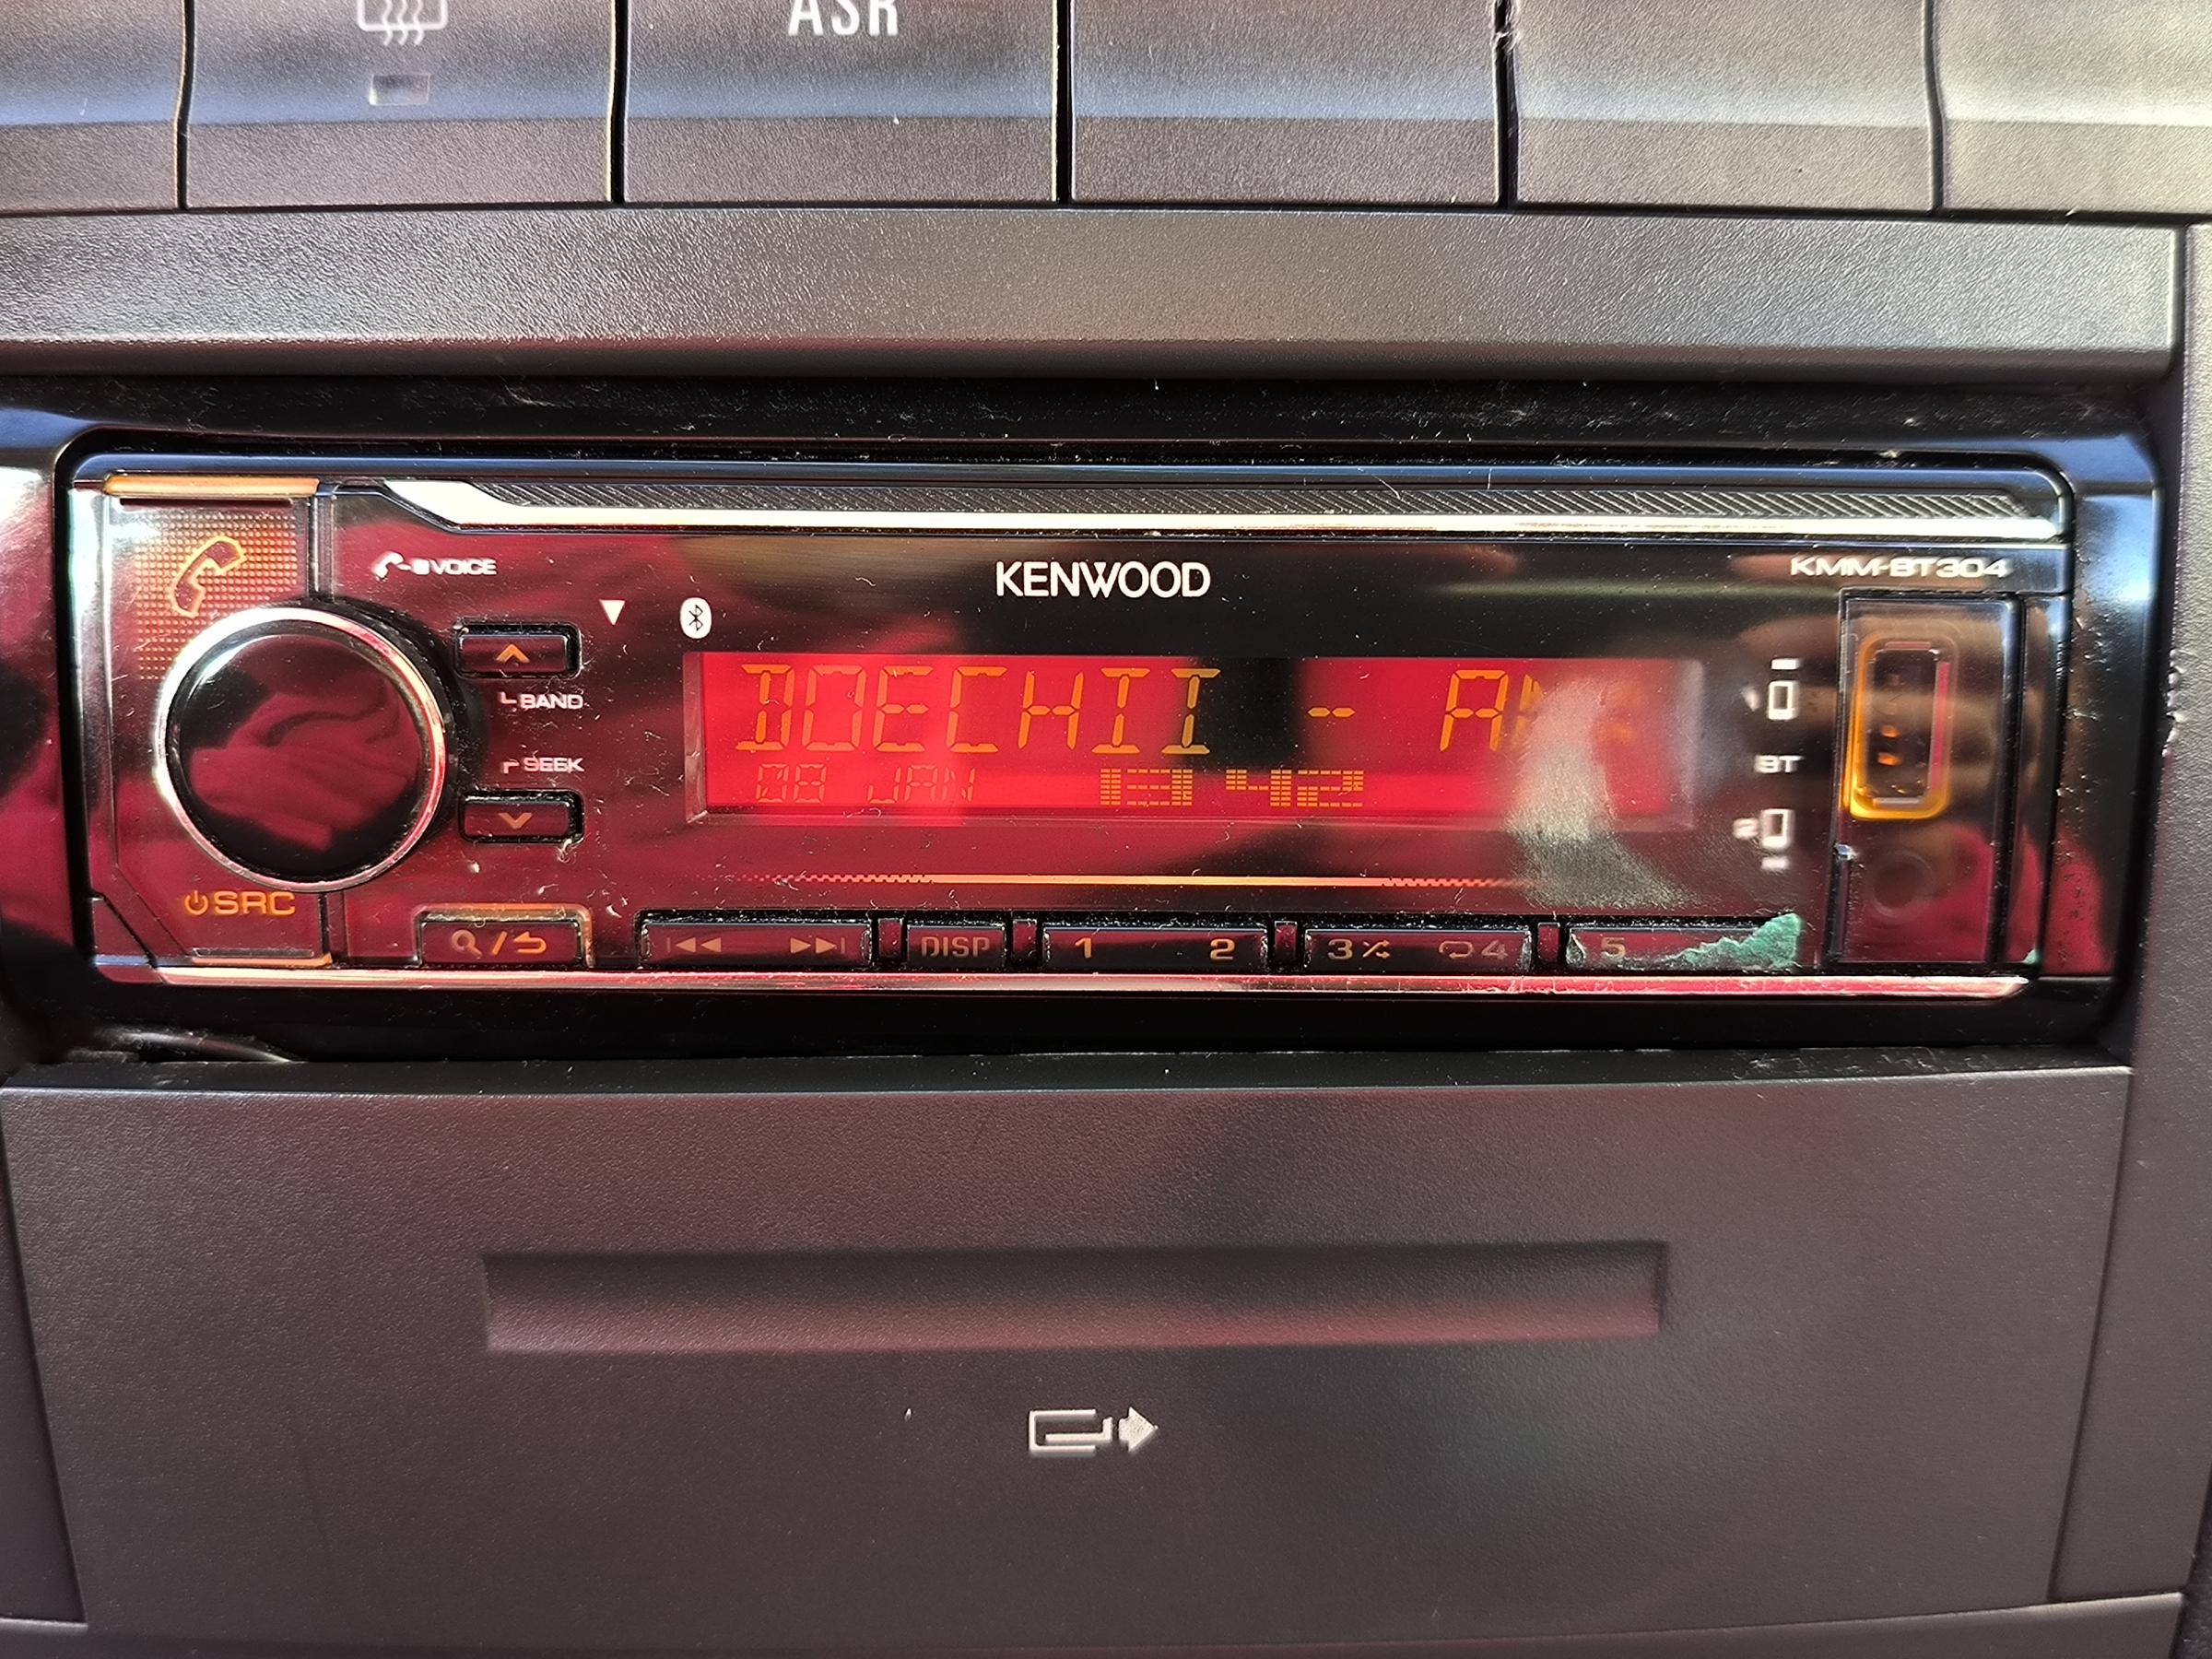 ASR
VOICE
KENWOOD
KMM-BT304
BAND
DOECHII - AN
SEEK
BT
08 JAN 13:42
SRC
DISP
1
2
3
4
5